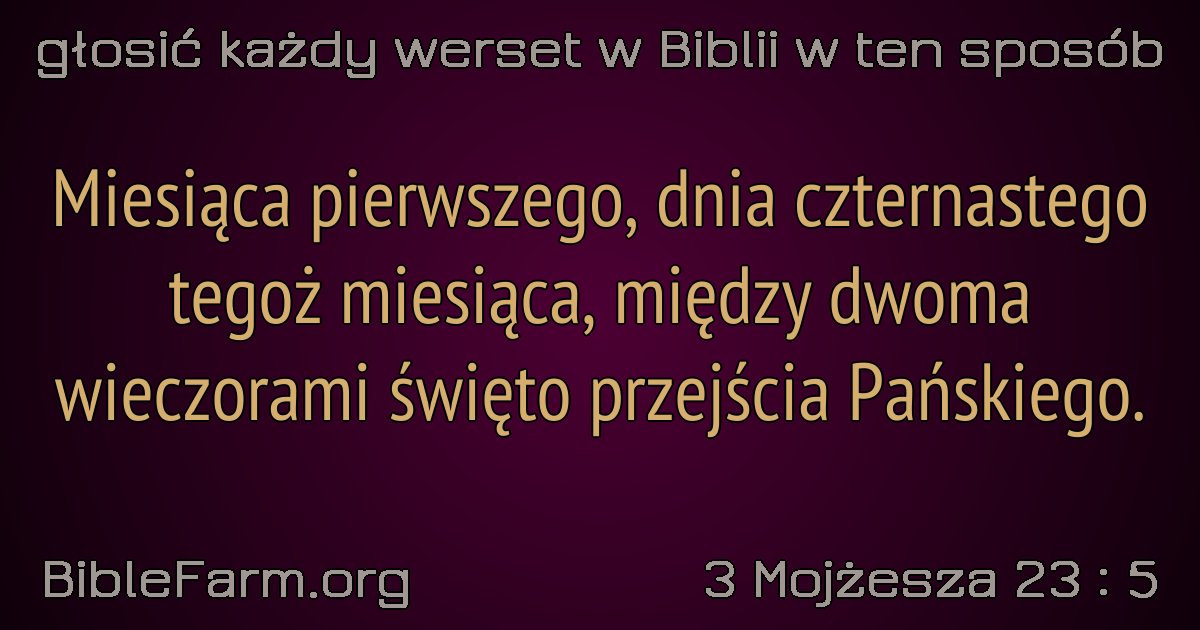 głosić każdy werset w Biblii w ten sposób
Miesiąca pierwszego, dnia czternastego
tegoż miesiąca, między dwoma
wieczorami święto przejścia Pańskiego.
BibleFarm.org
3 Mojżesza 23 : 5